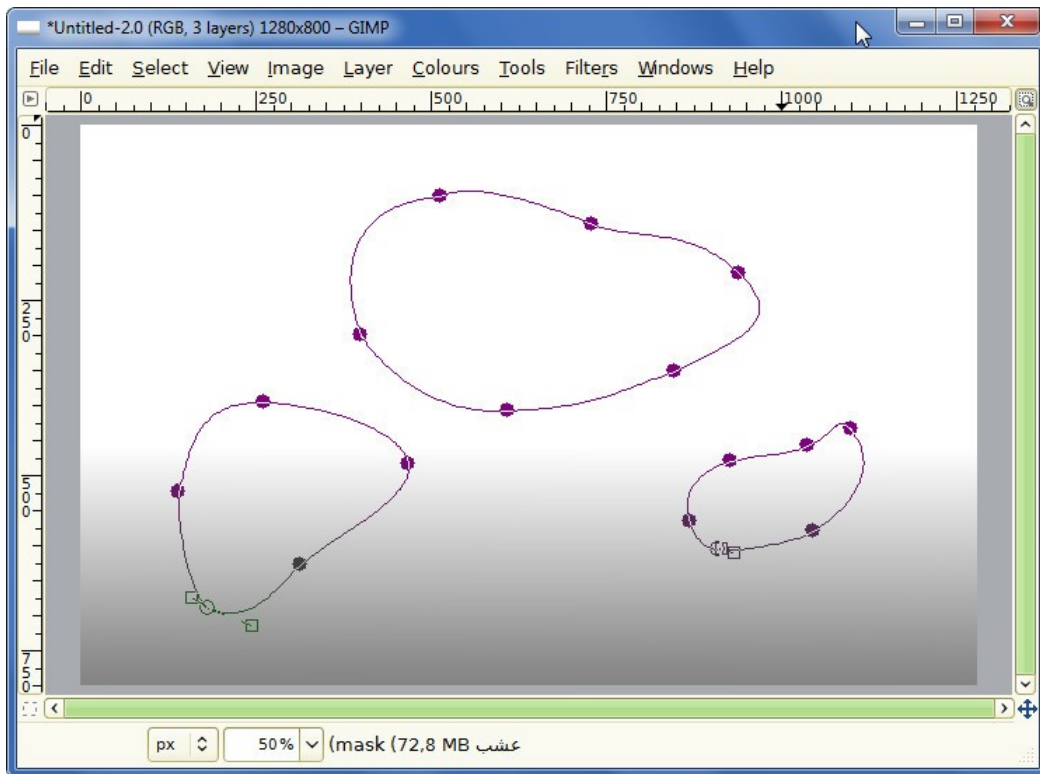 *Untitled-2.0 (RGB, 3 layers) 1280x800 – GIMP
File Edit Select View Image Layer Colours Tools Filters Windows Help
0 250 500 750 1000 1250
0
250
500
750
px 50% (mask (72,8 MB عشب